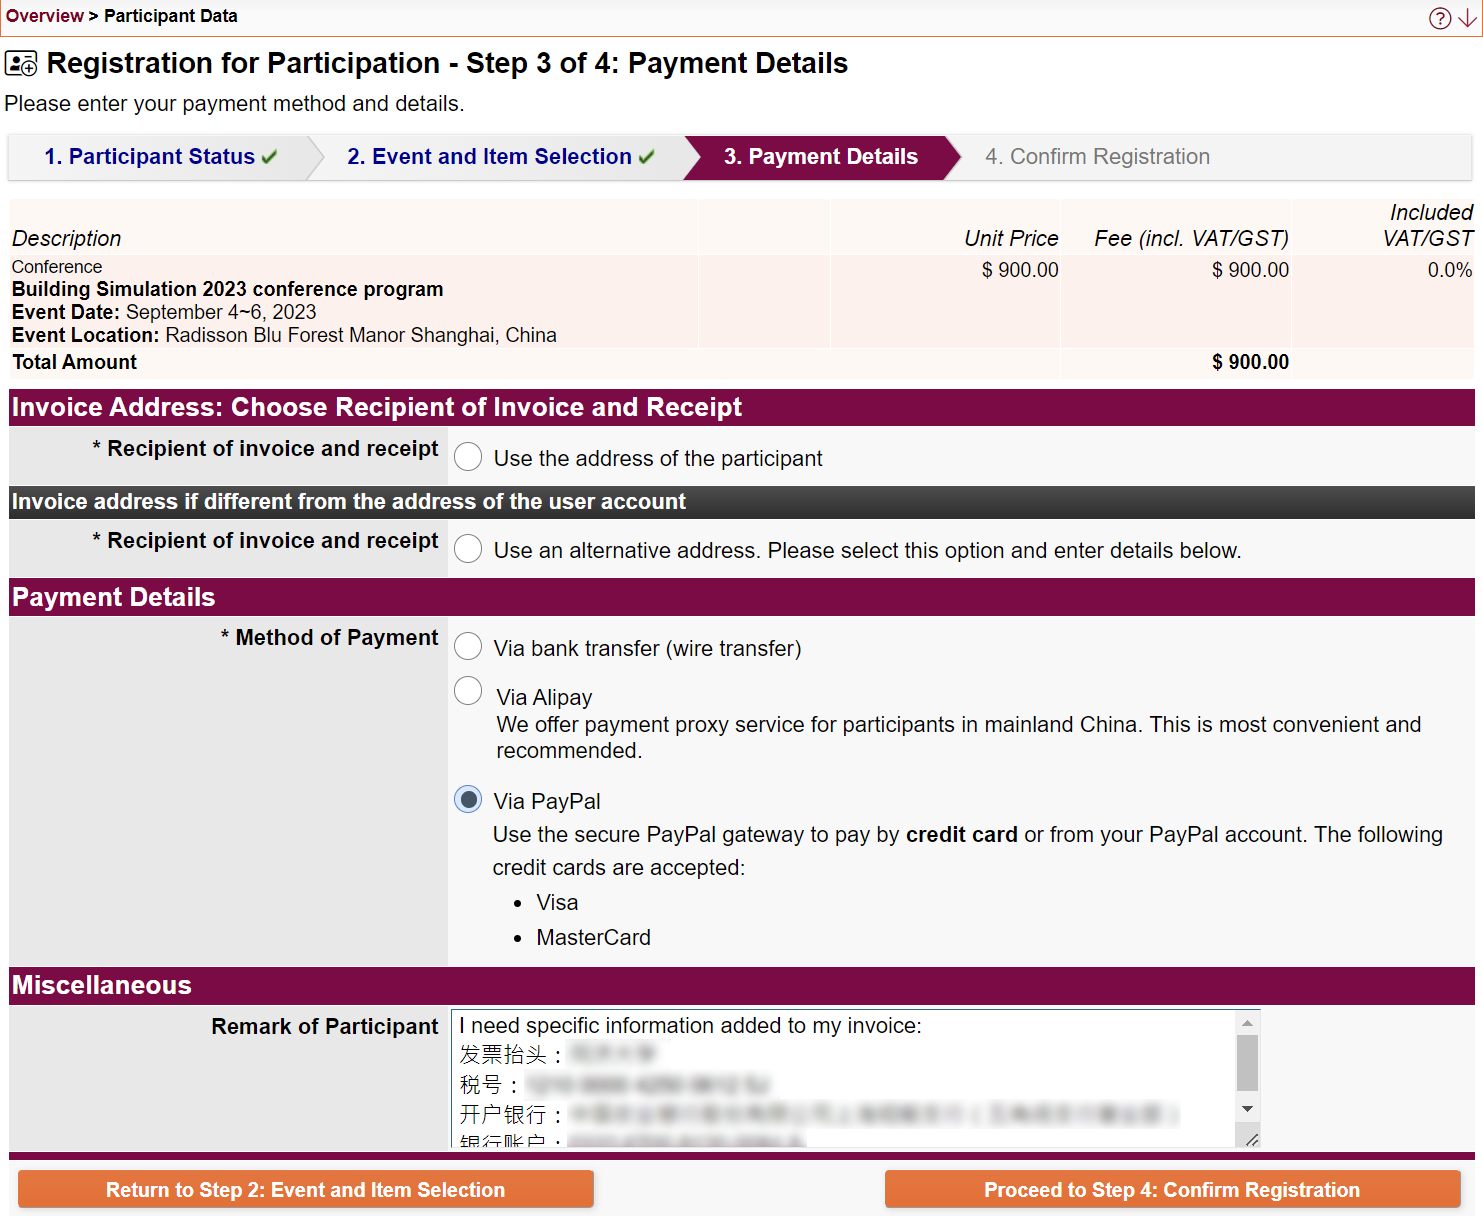 Overview > Participant Data
Registration for Participation - Step 3 of 4: Payment Details
Please enter your payment method and details.
1. Participant Status
2. Event and Item Selection
3. Payment Details
4. Confirm Registration
Description Unit Price Fee (incl. VAT/GST) Included VAT/GST
Conference $ 900.00 $ 900.00 0.0%
Building Simulation 2023 conference program
Event Date: September 4~6, 2023
Event Location: Radisson Blu Forest Manor Shanghai, China
Total Amount $ 900.00
Invoice Address: Choose Recipient of Invoice and Receipt
* Recipient of invoice and receipt Use the address of the participant
Invoice address if different from the address of the user account
* Recipient of invoice and receipt Use an alternative address. Please select this option and enter details below.
Payment Details
* Method of Payment Via bank transfer (wire transfer)
Via Alipay
We offer payment proxy service for participants in mainland China. This is most convenient and
recommended.
Via PayPal
Use the secure PayPal gateway to pay by credit card or from your PayPal account. The following
credit cards are accepted:
• Visa
• MasterCard
Miscellaneous
Remark of Participant I need specific information added to my invoice:
发票抬头：
税号：
开户银行：
银行账户：
Return to Step 2: Event and Item Selection
Proceed to Step 4: Confirm Registration